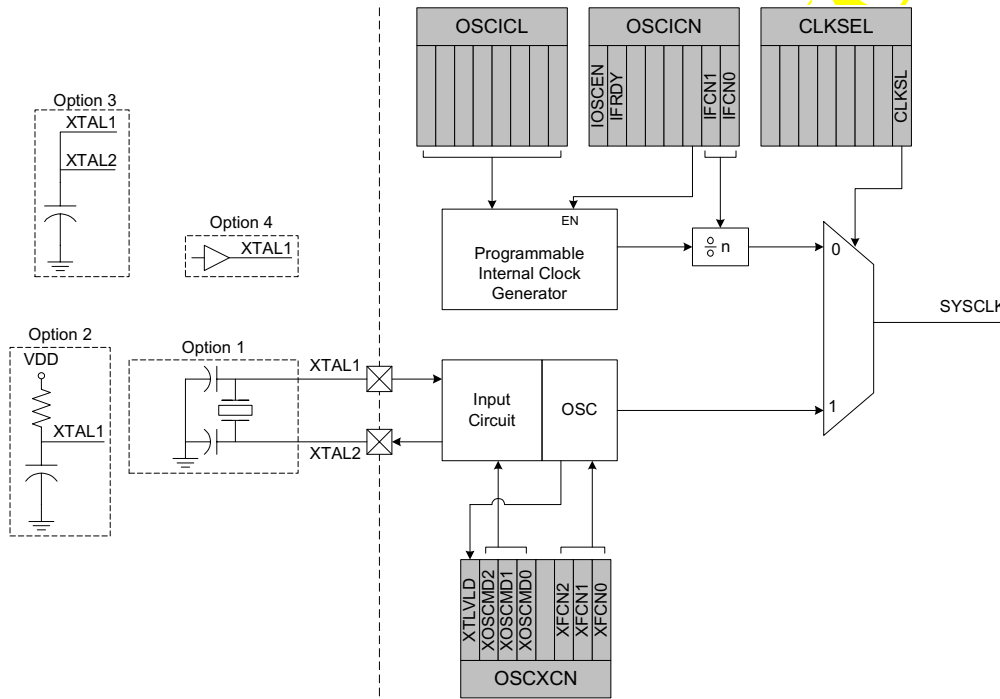 OSCICL
OSCICN
CLKSEL
IOSCEN
IFRDY
IFCN1
IFCN0
CLKSL
Option 3
XTAL1
XTAL2
Option 4
XTAL1
EN
Programmable
Internal Clock
Generator
n
0
SYSCLK
Option 2
VDD
XTAL1
Option 1
XTAL1
XTAL2
Input
Circuit
OSC
1
XTLVLD
XOSCMD2
XOSCMD1
XOSCMD0
XFCN2
XFCN1
XFCN0
OSCXCN